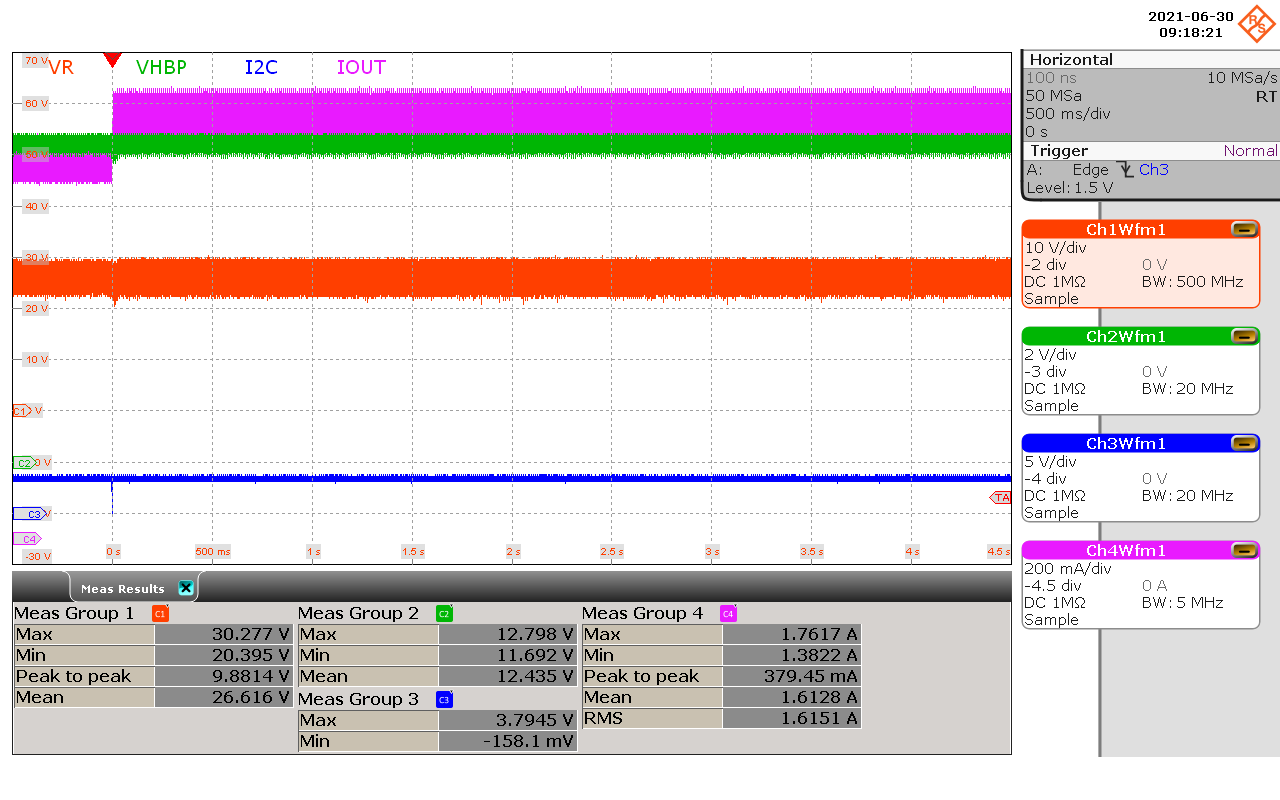 2021-06-30
09:18:21
R&S
70 V VR VHBP I2C IOUT
60 V
50 V
40 V
30 V
20 V
10 V
C1 V
C2 0 V
TA
C3 V
C4
-30 V 0 s 500 ms 1 s 1.5 s 2 s 2.5 s 3 s 3.5 s 4 s 4.5 s
Horizontal
100 ns 10 MSa/s
50 MSa RT
500 ms/div
0 s
Trigger Normal
A: Edge Ch3
Level: 1.5 V
Ch1Wfm1
10 V/div
-2 div 0 V
DC 1MΩ BW: 500 MHz
Sample
Ch2Wfm1
2 V/div
-3 div 0 V
DC 1MΩ BW: 20 MHz
Sample
Ch3Wfm1
5 V/div
-4 div 0 V
DC 1MΩ BW: 20 MHz
Sample
Ch4Wfm1
200 mA/div
-4.5 div 0 A
DC 1MΩ BW: 5 MHz
Sample
Meas Results
Meas Group 1 C1
Max 30.277 V
Min 20.395 V
Peak to peak 9.8814 V
Mean 26.616 V
Meas Group 2 C2
Max 12.798 V
Min 11.692 V
Mean 12.435 V
Meas Group 3 C3
Max 3.7945 V
Min -158.1 mV
Meas Group 4 C4
Max 1.7617 A
Min 1.3822 A
Peak to peak 379.45 mA
Mean 1.6128 A
RMS 1.6151 A